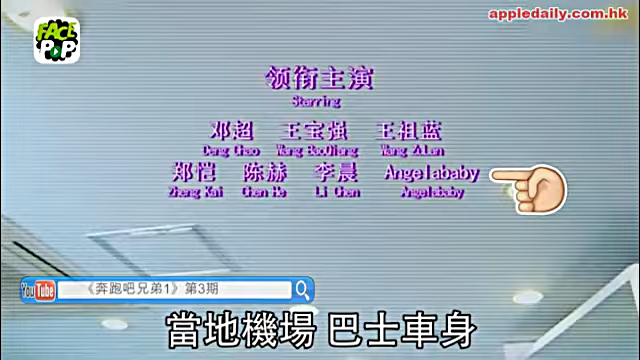 FACE POP
appledaily.com.hk
领衔主演
Starring
邓超 王宝强 王祖蓝
Deng Chao Wang BaoQiang Wang ZuLan
郑恺 陈赫 李晨 Angelababy
Zheng Kai Chen He Li Chen Angelababy
YouTube 《奔跑吧兄弟1》第3期
當地機場 巴士車身